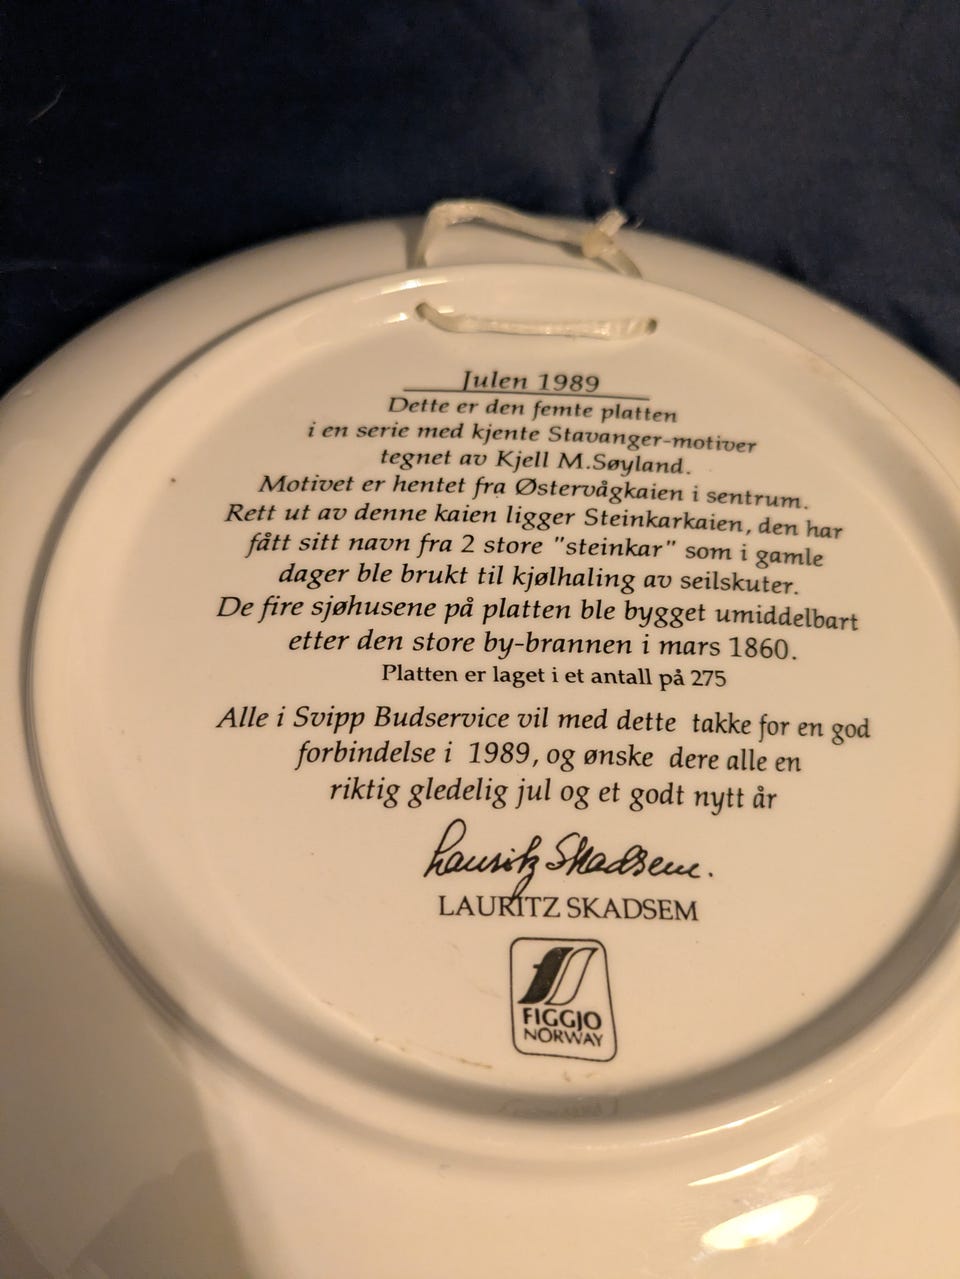 Julen 1989
Dette er den femte platten
i en serie med kjente Stavanger-motiver
tegnet av Kjell M.Søyland.
Motivet er hentet fra Østervågkaien i sentrum.
Rett ut av denne kaien ligger Steinkarkaien, den har
fått sitt navn fra 2 store "steinkar" som i gamle
dager ble brukt til kjølhaling av seilskuter.
De fire sjøhusene på platten ble bygget umiddelbart
etter den store by-brannen i mars 1860.
Platten er laget i et antall på 275
Alle i Svipp Budservice vil med dette takke for en god
forbindelse i 1989, og ønske dere alle en
riktig gledelig jul og et godt nytt år
Lauritz Skadsem.
LAURITZ SKADSEM
FIGGJO
NORWAY